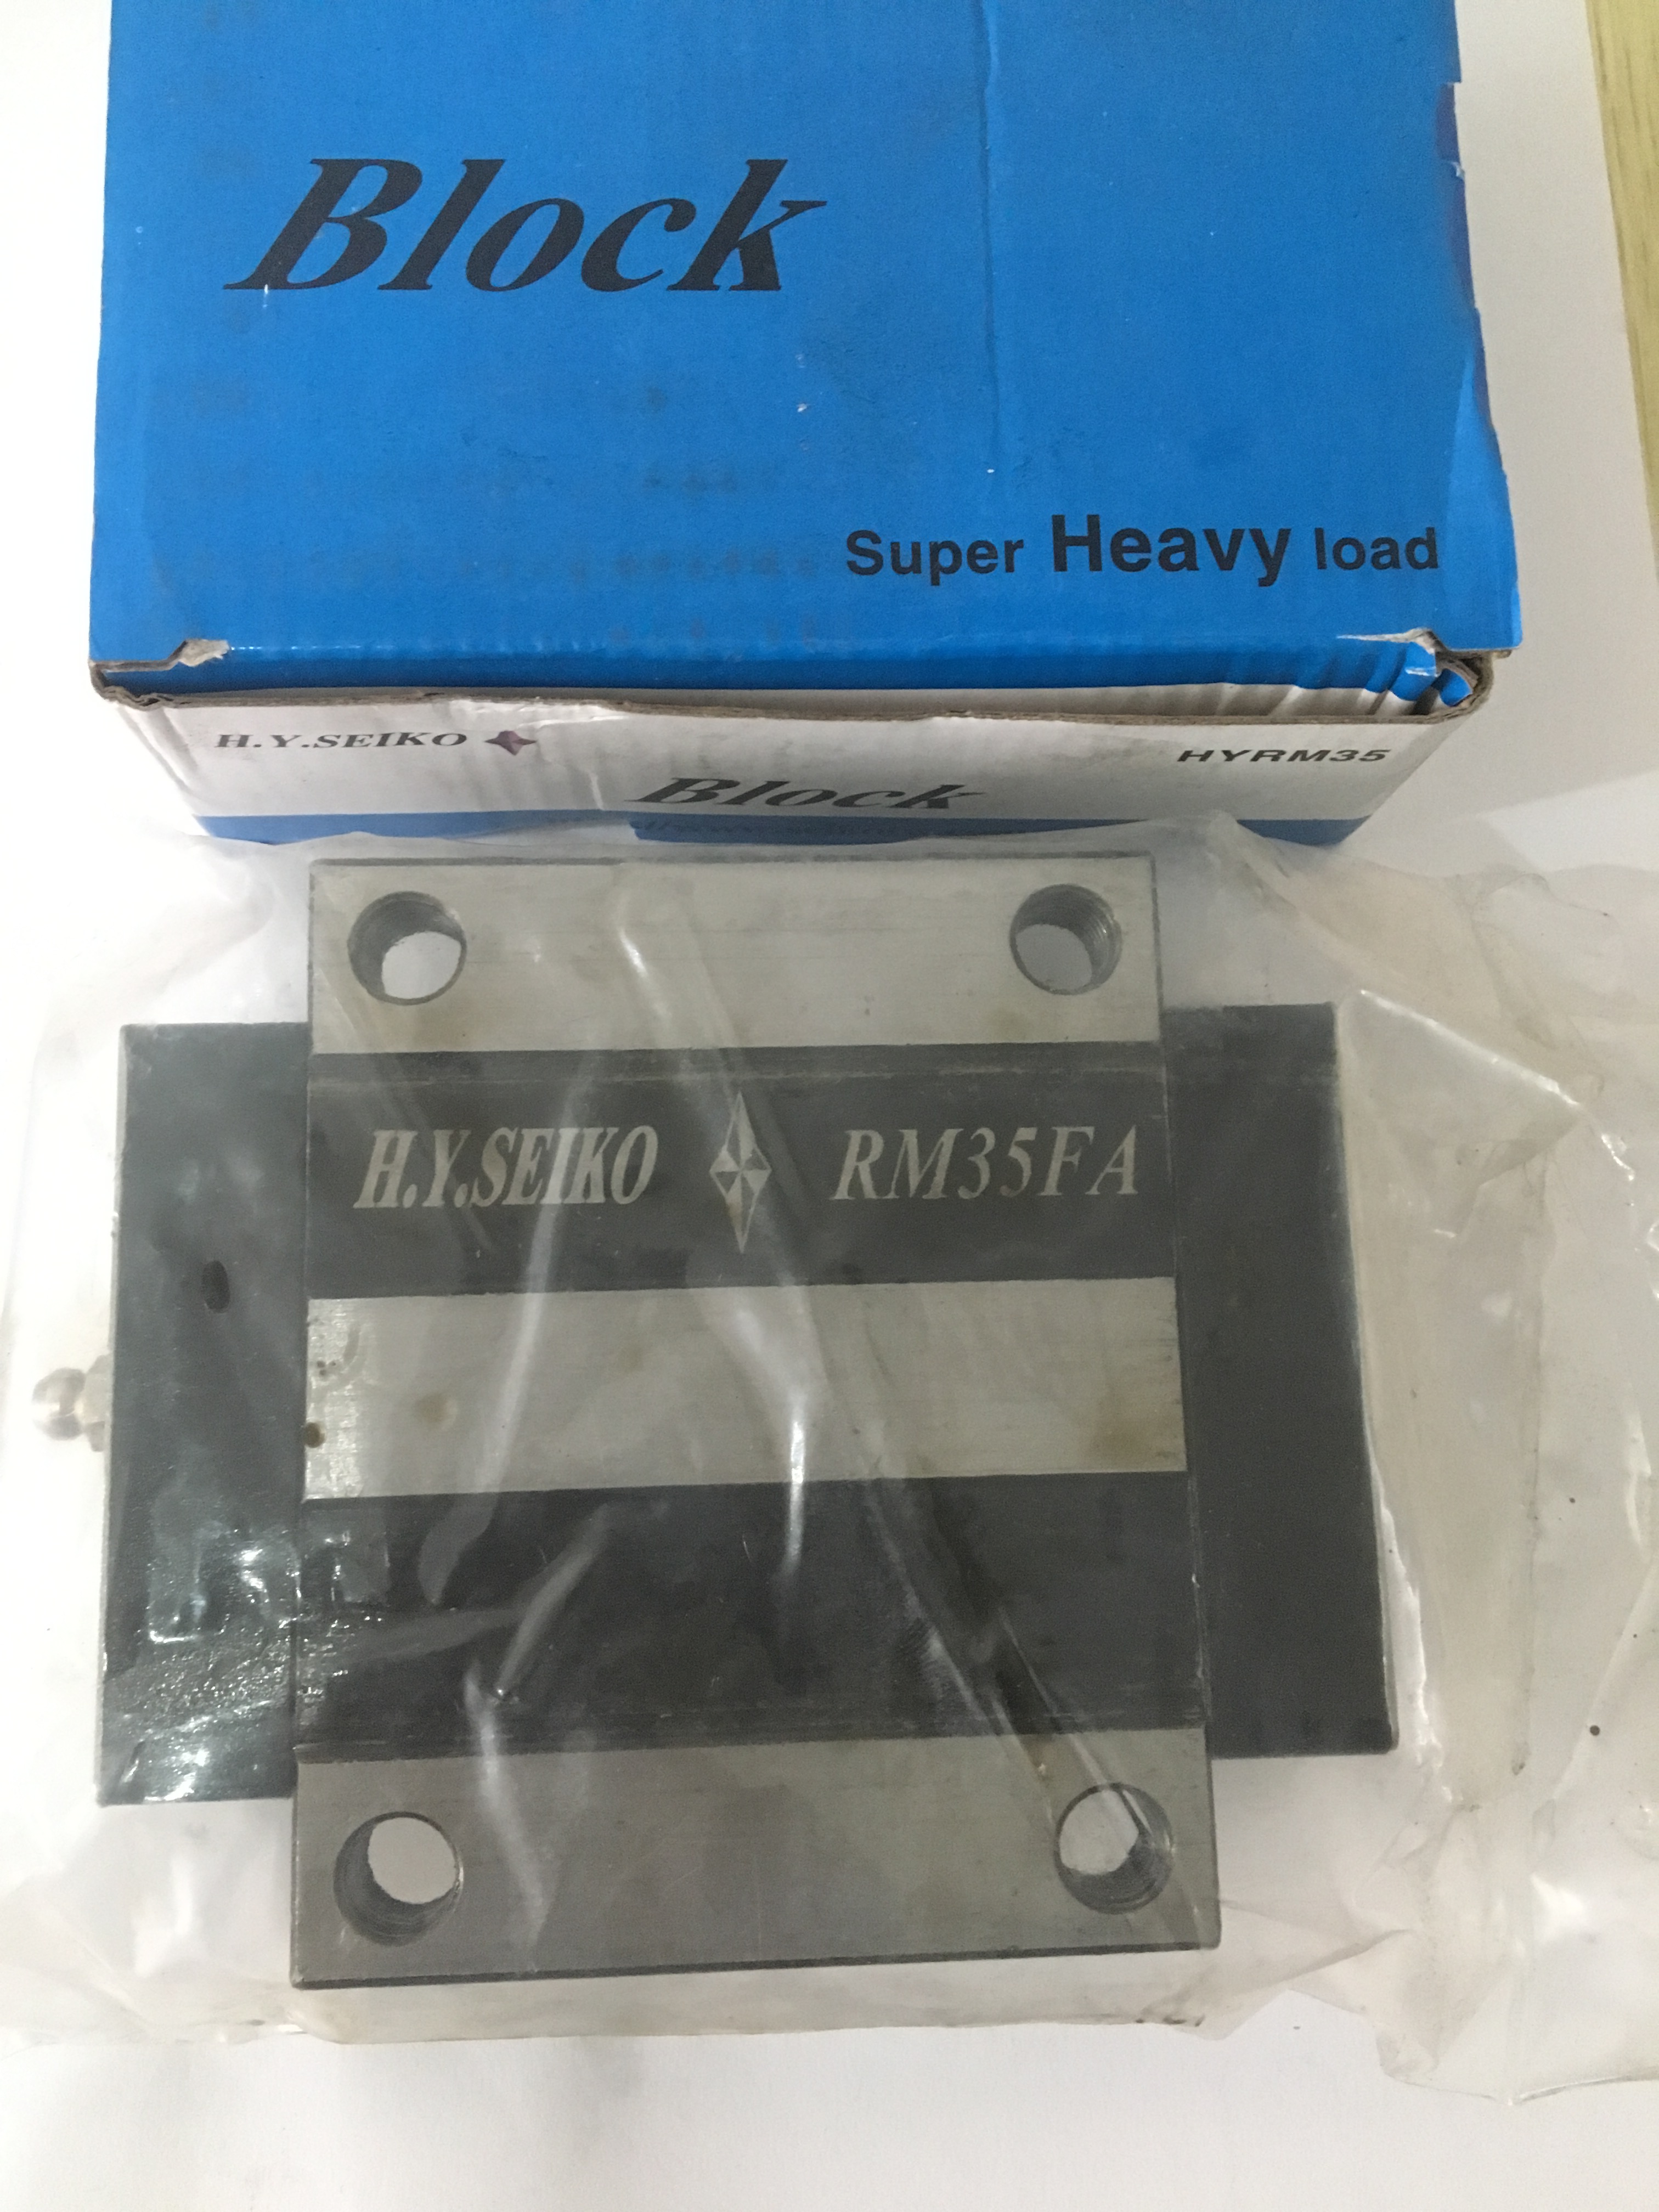 Block
Super Heavy load
H.Y.SEIKO
HYRM35
Block
H.Y.SEIKO RM35FA